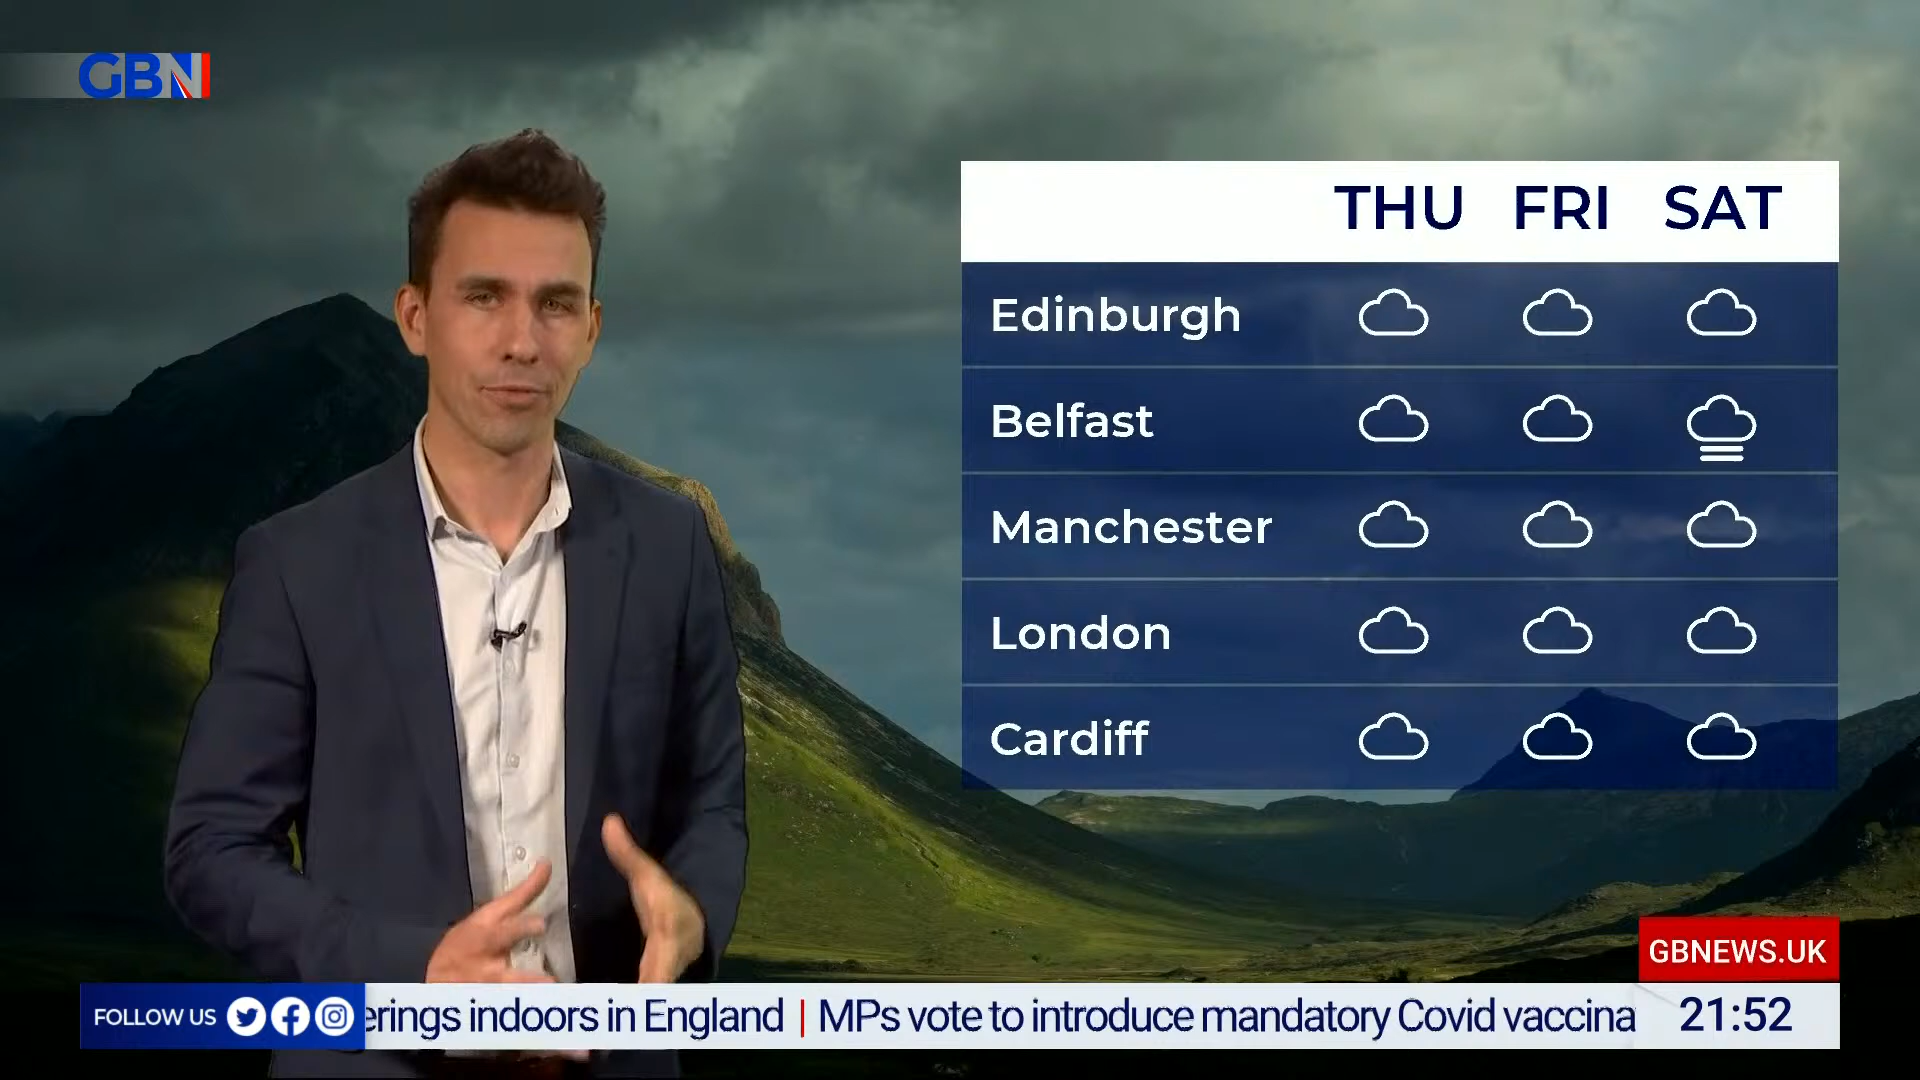 GBN
THU FRI SAT
Edinburgh
Belfast
Manchester
London
Cardiff
GBNEWS.UK
FOLLOW US erings indoors in England | MPs vote to introduce mandatory Covid vaccina 21:52